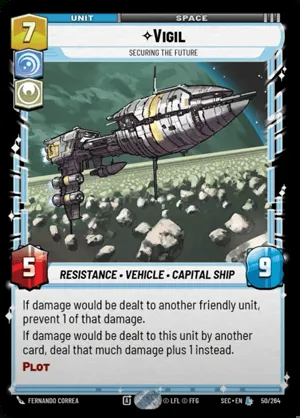 UNIT SPACE
7
✧VIGIL
SECURING THE FUTURE
5
RESISTANCE • VEHICLE • CAPITAL SHIP
9
If damage would be dealt to another friendly unit,
prevent 1 of that damage.
If damage would be dealt to this unit by another
card, deal that much damage plus 1 instead.
PLOT
FERNANDO CORREA
© LFL © FFG
SEC • EN
50/264